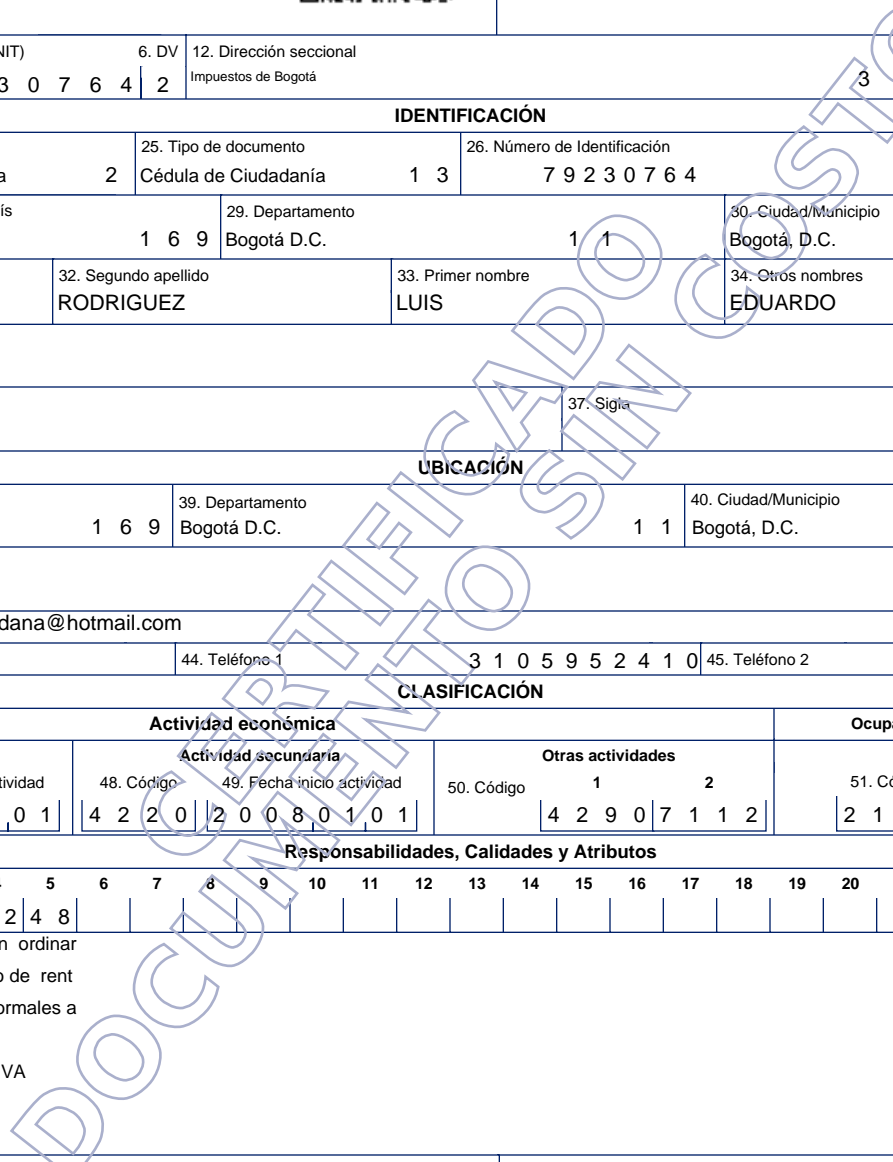 NIT) 6. DV 12. Dirección seccional
3 0 7 6 4 2 Impuestos de Bogotá 3
IDENTIFICACIÓN
25. Tipo de documento 26. Número de Identificación
a 2 Cédula de Ciudadanía 1 3 7 9 2 3 0 7 6 4
ís 29. Departamento 30. Ciudad/Municipio
1 6 9 Bogotá D.C. 1 1 Bogotá, D.C.
32. Segundo apellido 33. Primer nombre 34. Otros nombres
RODRIGUEZ LUIS EDUARDO
37. Sigla
UBICACIÓN
39. Departamento 40. Ciudad/Municipio
1 6 9 Bogotá D.C. 1 1 Bogotá, D.C.
dana@hotmail.com
44. Teléfono 1 3 1 0 5 9 5 2 4 1 0 45. Teléfono 2
CLASIFICACIÓN
Actividad económica Ocupa
Actividad secundaria Otras actividades
tividad 48. Código 49. Fecha inicio actividad 50. Código 1 2 51. Có
0 1 4 2 2 0 2 0 0 8 0 1 0 1 4 2 9 0 7 1 1 2 2 1
Responsabilidades, Calidades y Atributos
5 6 7 8 9 10 11 12 13 14 15 16 17 18 19 20
2 4 8
n ordinar
o de rent
ormales a
VA
CERTIFICADO
DOCUMENTO SIN COSTO